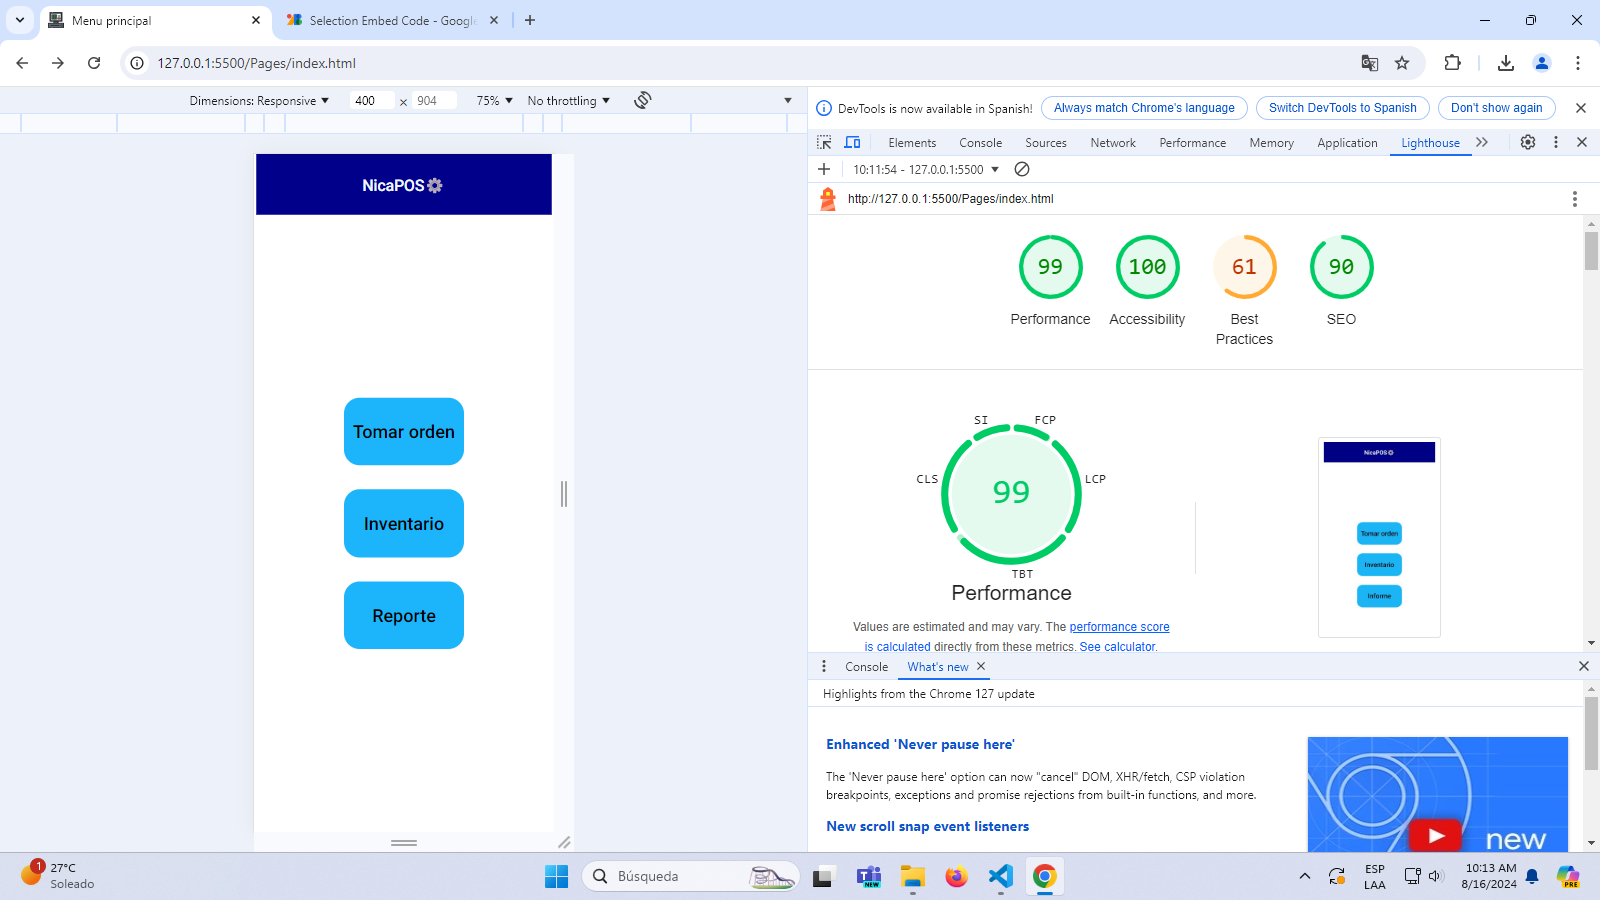 Menu principal
Selection Embed Code - Google
127.0.0.1:5500/Pages/index.html
Dimensions: Responsive
400 × 904
75%
No throttling
DevTools is now available in Spanish!
Always match Chrome's language
Switch DevTools to Spanish
Don't show again
Elements
Console
Sources
Network
Performance
Memory
Application
Lighthouse
10:11:54 - 127.0.0.1:5500
http://127.0.0.1:5500/Pages/index.html
NicaPOS
Tomar orden
Inventario
Reporte
99
100
61
90
Performance
Accessibility
Best
Practices
SEO
SI
FCP
CLS
LCP
99
TBT
Performance
Values are estimated and may vary. The performance score
is calculated directly from these metrics. See calculator.
NicaPOS
Tomar orden
Inventario
Informe
Console
What's new
Highlights from the Chrome 127 update
Enhanced 'Never pause here'
The 'Never pause here' option can now "cancel" DOM, XHR/fetch, CSP violation
breakpoints, exceptions and promise rejections from built-in functions, and more.
New scroll snap event listeners
new
1
27°C
Soleado
Búsqueda
NEW
ESP
LAA
10:13 AM
8/16/2024
PRE